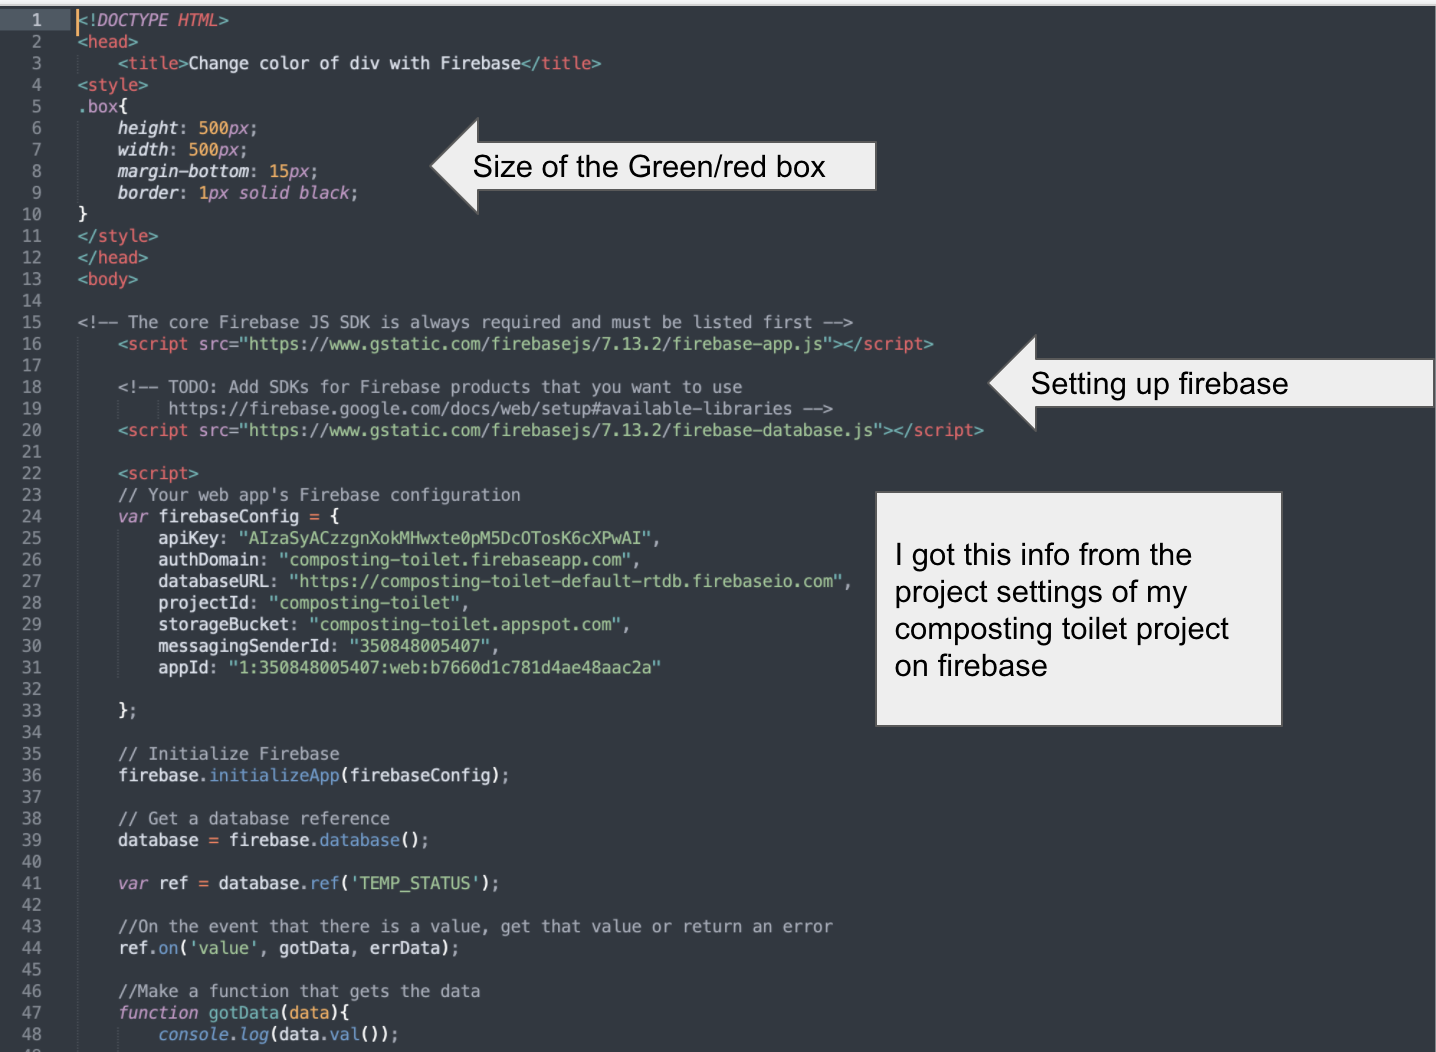 1 <!DOCTYPE HTML>
2 <head>
3 <title>Change color of div with Firebase</title>
4 <style>
5 .box{
6 height: 500px;
7 width: 500px;
8 margin-bottom: 15px;
9 border: 1px solid black;
10 }
11 </style>
12 </head>
13 <body>
14
15 <!-- The core Firebase JS SDK is always required and must be listed first -->
16 <script src="https://www.gstatic.com/firebasejs/7.13.2/firebase-app.js"></script>
17
18 <!-- TODO: Add SDKs for Firebase products that you want to use
19 https://firebase.google.com/docs/web/setup#available-libraries -->
20 <script src="https://www.gstatic.com/firebasejs/7.13.2/firebase-database.js"></script>
21
22 <script>
23 // Your web app's Firebase configuration
24 var firebaseConfig = {
25 apiKey: "AIzaSyACzzgnXokMHwxte0pM5DcOTosK6cXPwAI",
26 authDomain: "composting-toilet.firebaseapp.com",
27 databaseURL: "https://composting-toilet-default-rtdb.firebaseio.com",
28 projectId: "composting-toilet",
29 storageBucket: "composting-toilet.appspot.com",
30 messagingSenderId: "350848005407",
31 appId: "1:350848005407:web:b7660d1c781d4ae48aac2a"
32
33 };
34
35 // Initialize Firebase
36 firebase.initializeApp(firebaseConfig);
37
38 // Get a database reference
39 database = firebase.database();
40
41 var ref = database.ref('TEMP_STATUS');
42
43 //On the event that there is a value, get that value or return an error
44 ref.on('value', gotData, errData);
45
46 //Make a function that gets the data
47 function gotData(data){
48 console.log(data.val());
Size of the Green/red box
Setting up firebase
I got this info from the
project settings of my
composting toilet project
on firebase